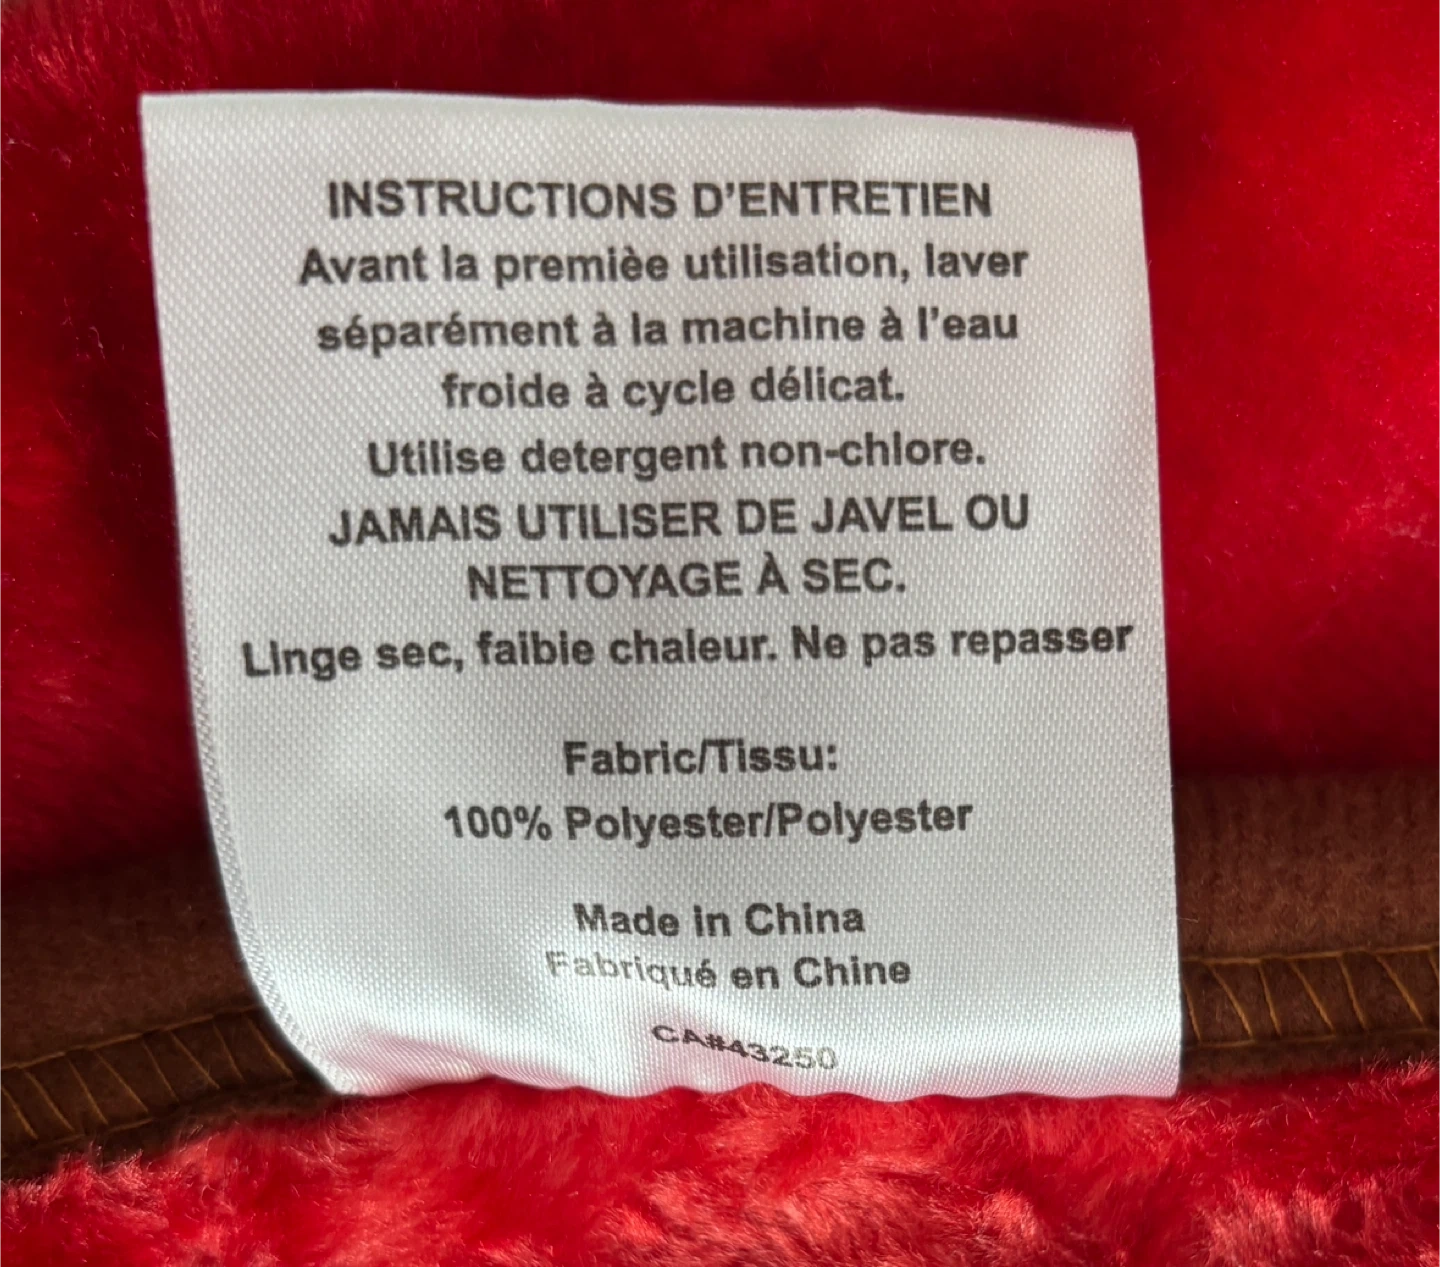 INSTRUCTIONS D’ENTRETIEN
Avant la premièe utilisation, laver
séparément à la machine à l’eau
froide à cycle délicat.
Utilise detergent non-chlore.
JAMAIS UTILISER DE JAVEL OU
NETTOYAGE À SEC.
Linge sec, faibie chaleur. Ne pas repasser
Fabric/Tissu:
100% Polyester/Polyester
Made in China
Fabriqué en Chine
CA#43250